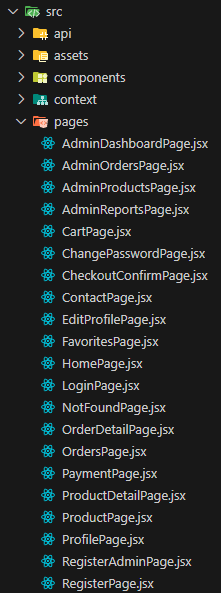 src
api
assets
components
context
pages
AdminDashboardPage.jsx
AdminOrdersPage.jsx
AdminProductsPage.jsx
AdminReportsPage.jsx
CartPage.jsx
ChangePasswordPage.jsx
CheckoutConfirmPage.jsx
ContactPage.jsx
EditProfilePage.jsx
FavoritesPage.jsx
HomePage.jsx
LoginPage.jsx
NotFoundPage.jsx
OrderDetailPage.jsx
OrdersPage.jsx
PaymentPage.jsx
ProductDetailPage.jsx
ProductPage.jsx
ProfilePage.jsx
RegisterAdminPage.jsx
RegisterPage.jsx